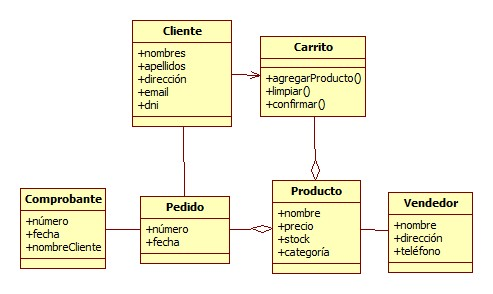 Cliente
+nombres
+apellidos
+dirección
+email
+dni
Carrito
+agregarProducto()
+limpiar()
+confirmar()
Comprobante
+número
+fecha
+nombreCliente
Pedido
+número
+fecha
Producto
+nombre
+precio
+stock
+categoría
Vendedor
+nombre
+dirección
+teléfono